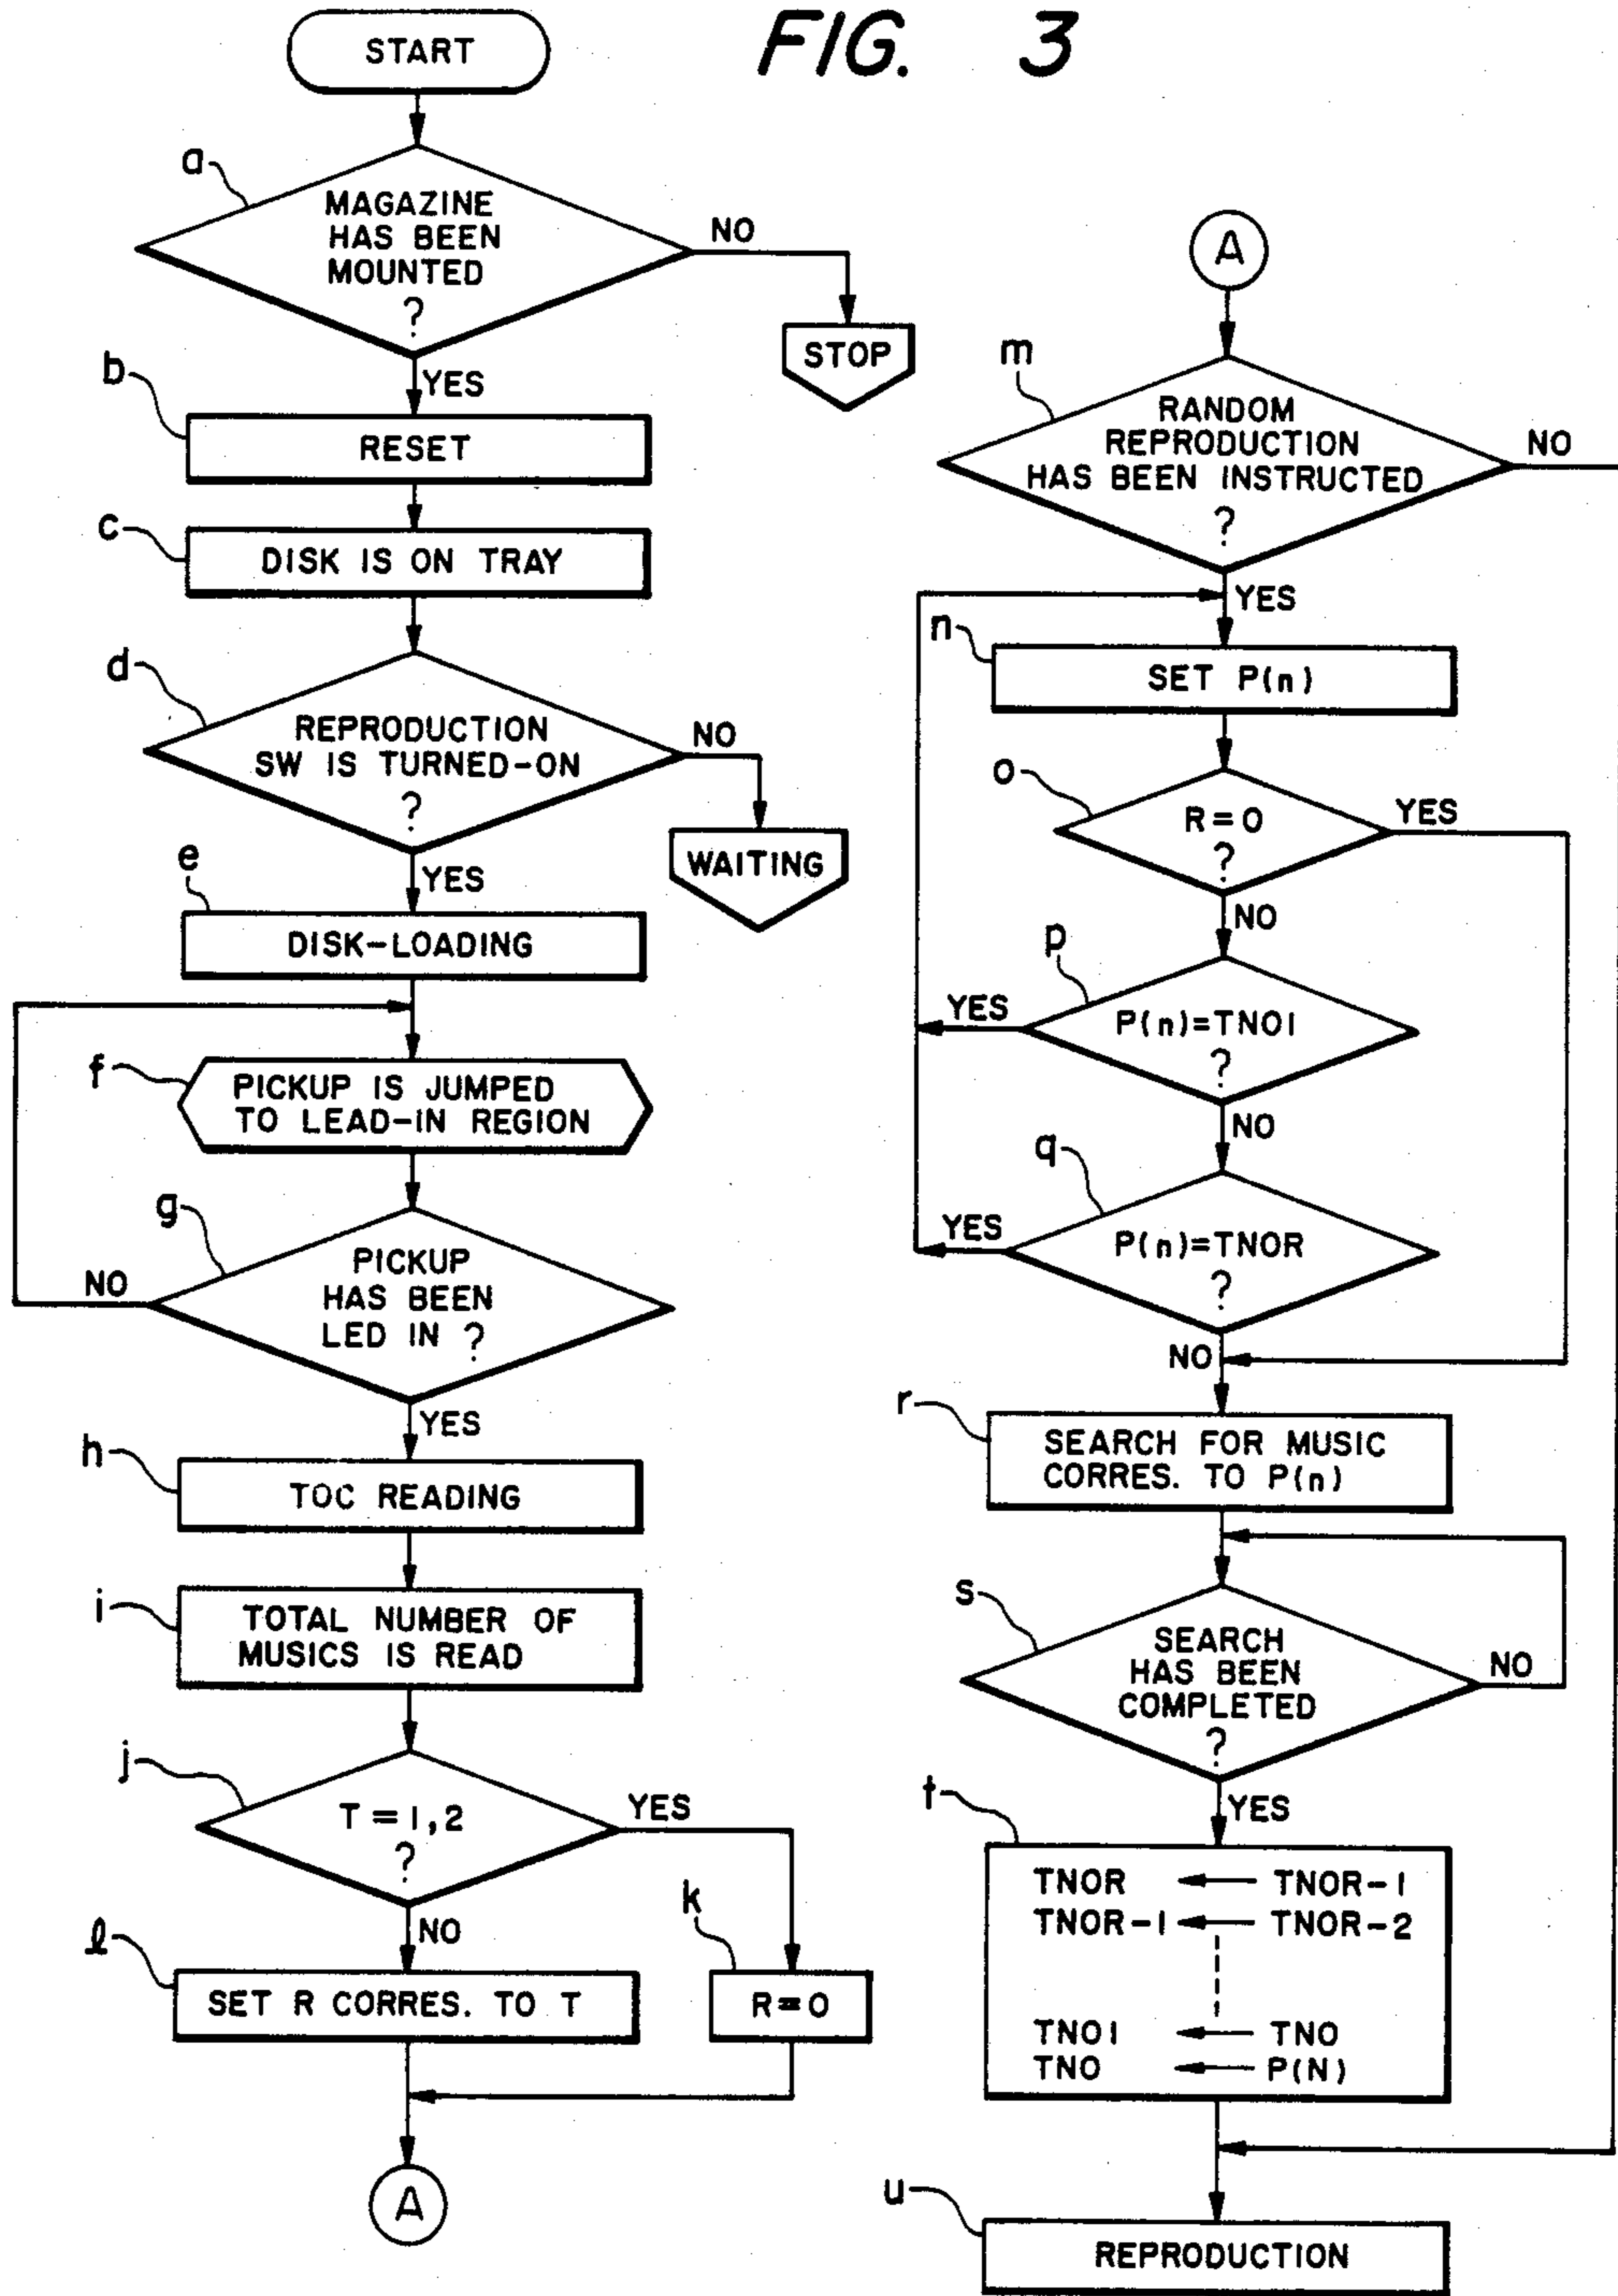 FIG. 3
START
a
MAGAZINE
HAS BEEN
MOUNTED
?
NO
STOP
YES
b
RESET
c
DISK IS ON TRAY
d
REPRODUCTION
SW IS TURNED-ON
?
NO
WAITING
YES
e
DISK-LOADING
f
PICKUP IS JUMPED
TO LEAD-IN REGION
g
PICKUP
HAS BEEN
LED IN ?
NO
YES
h
TOC READING
i
TOTAL NUMBER OF
MUSICS IS READ
j
T = 1, 2
?
YES
NO
k
R = 0
l
SET R CORRES. TO T
A
A
m
RANDOM
REPRODUCTION
HAS BEEN INSTRUCTED
?
NO
YES
n
SET P(n)
o
R = 0
?
YES
NO
p
P(n)=TNO1
?
YES
NO
q
P(n)=TNOR
?
YES
NO
r
SEARCH FOR MUSIC
CORRES. TO P(n)
s
SEARCH
HAS BEEN
COMPLETED
?
NO
YES
t
TNOR ← TNOR-1
TNOR-1 ← TNOR-2
TNO1 ← TNO
TNO ← P(N)
u
REPRODUCTION